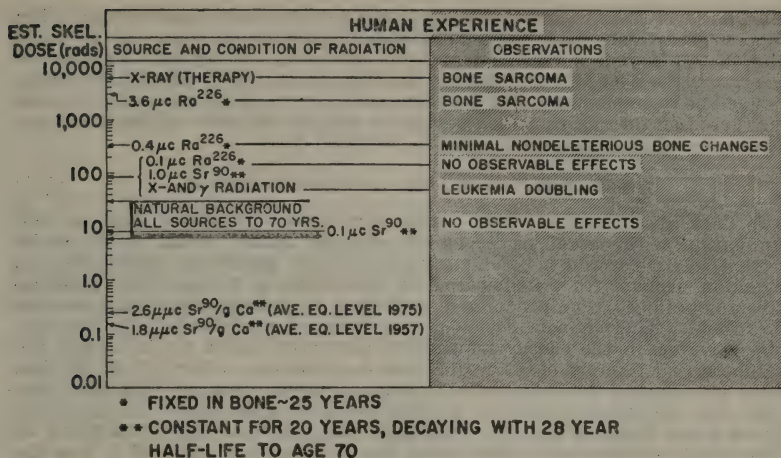 HUMAN EXPERIENCE
EST. SKEL. DOSE (rads)
SOURCE AND CONDITION OF RADIATION
OBSERVATIONS
10,000
X-RAY (THERAPY)
BONE SARCOMA
3.6 μc Ra226*
BONE SARCOMA
1,000
0.4 μc Ra226*
MINIMAL NONDELETERIOUS BONE CHANGES
0.1 μc Ra226*
NO OBSERVABLE EFFECTS
100
1.0 μc Sr90**
X-AND γ RADIATION
LEUKEMIA DOUBLING
NATURAL BACKGROUND
ALL SOURCES TO 70 YRS.
NO OBSERVABLE EFFECTS
10
0.1 μc Sr90**
1.0
2.6 μμc Sr90/g Ca** (AVE. EQ. LEVEL 1975)
1.8 μμc Sr90/g Ca** (AVE. EQ. LEVEL 1957)
0.1
0.01
* FIXED IN BONE~25 YEARS
** CONSTANT FOR 20 YEARS, DECAYING WITH 28 YEAR
HALF-LIFE TO AGE 70